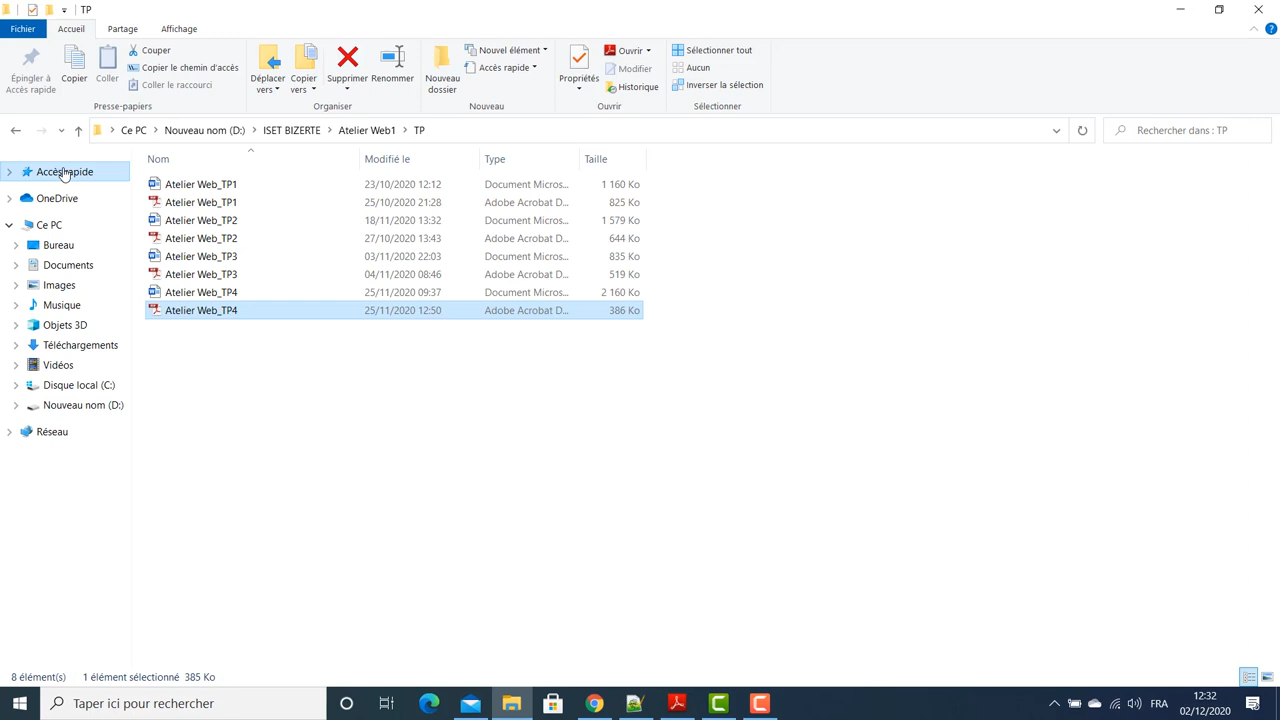 TP
Fichier Accueil Partage Affichage
Épingler à Accès rapide
Copier
Coller
Couper
Copier le chemin d'accès
Coller le raccourci
Presse-papiers
Déplacer vers
Copier vers
Supprimer
Renommer
Organiser
Nouveau dossier
Nouvel élément
Accès rapide
Nouveau
Propriétés
Ouvrir
Modifier
Historique
Ouvrir
Sélectionner tout
Aucun
Inverser la sélection
Sélectionner
Ce PC > Nouveau nom (D:) > ISET BIZERTE > Atelier Web1 > TP
Rechercher dans : TP
Accès rapide
OneDrive
Ce PC
Bureau
Documents
Images
Musique
Objets 3D
Téléchargements
Vidéos
Disque local (C:)
Nouveau nom (D:)
Réseau
Nom Modifié le Type Taille
Atelier Web_TP1 23/10/2020 12:12 Document Micros... 1 160 Ko
Atelier Web_TP1 25/10/2020 21:28 Adobe Acrobat D... 825 Ko
Atelier Web_TP2 18/11/2020 13:32 Document Micros... 1 579 Ko
Atelier Web_TP2 27/10/2020 13:43 Adobe Acrobat D... 644 Ko
Atelier Web_TP3 03/11/2020 22:03 Document Micros... 835 Ko
Atelier Web_TP3 04/11/2020 08:46 Adobe Acrobat D... 519 Ko
Atelier Web_TP4 25/11/2020 09:37 Document Micros... 2 160 Ko
Atelier Web_TP4 25/11/2020 12:50 Adobe Acrobat D... 386 Ko
8 élément(s) 1 élément sélectionné 385 Ko
Taper ici pour rechercher
FRA
12:32
02/12/2020